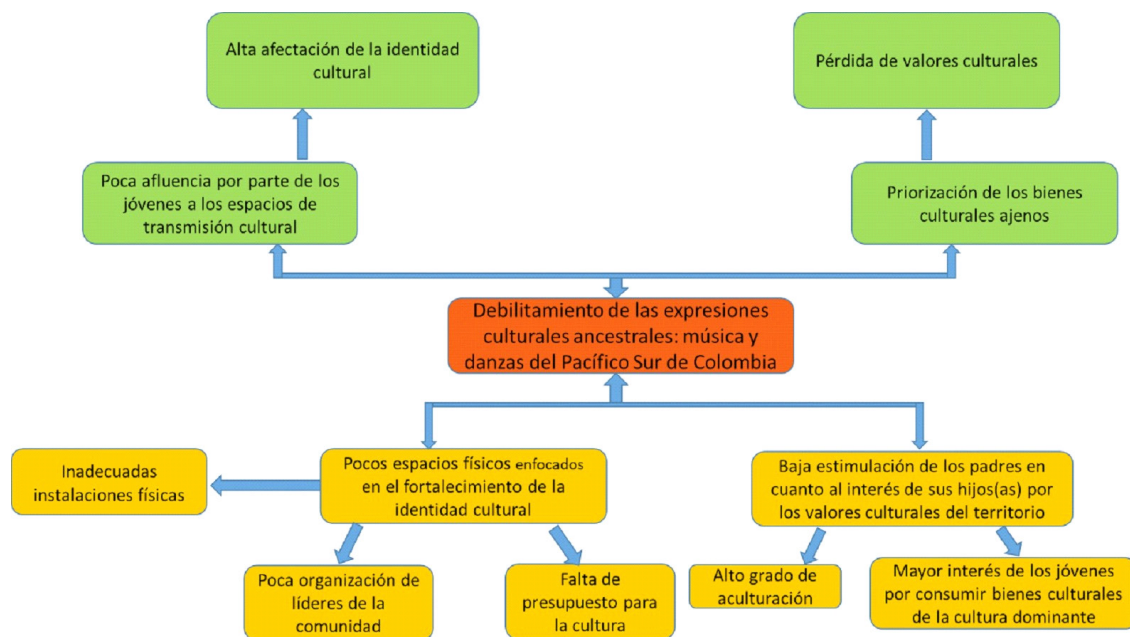 Alta afectación de la identidad
cultural
Pérdida de valores culturales
Poca afluencia por parte de los
jóvenes a los espacios de
transmisión cultural
Priorización de los bienes
culturales ajenos
Debilitamiento de las expresiones
culturales ancestrales: música y
danzas del Pacífico Sur de Colombia
Inadecuadas
instalaciones físicas
Pocos espacios físicos enfocados
en el fortalecimiento de la
identidad cultural
Baja estimulación de los padres en
cuanto al interés de sus hijos(as) por
los valores culturales del territorio
Poca organización de
líderes de la
comunidad
Falta de
presupuesto para
la cultura
Alto grado de
aculturación
Mayor interés de los jóvenes
por consumir bienes culturales
de la cultura dominante